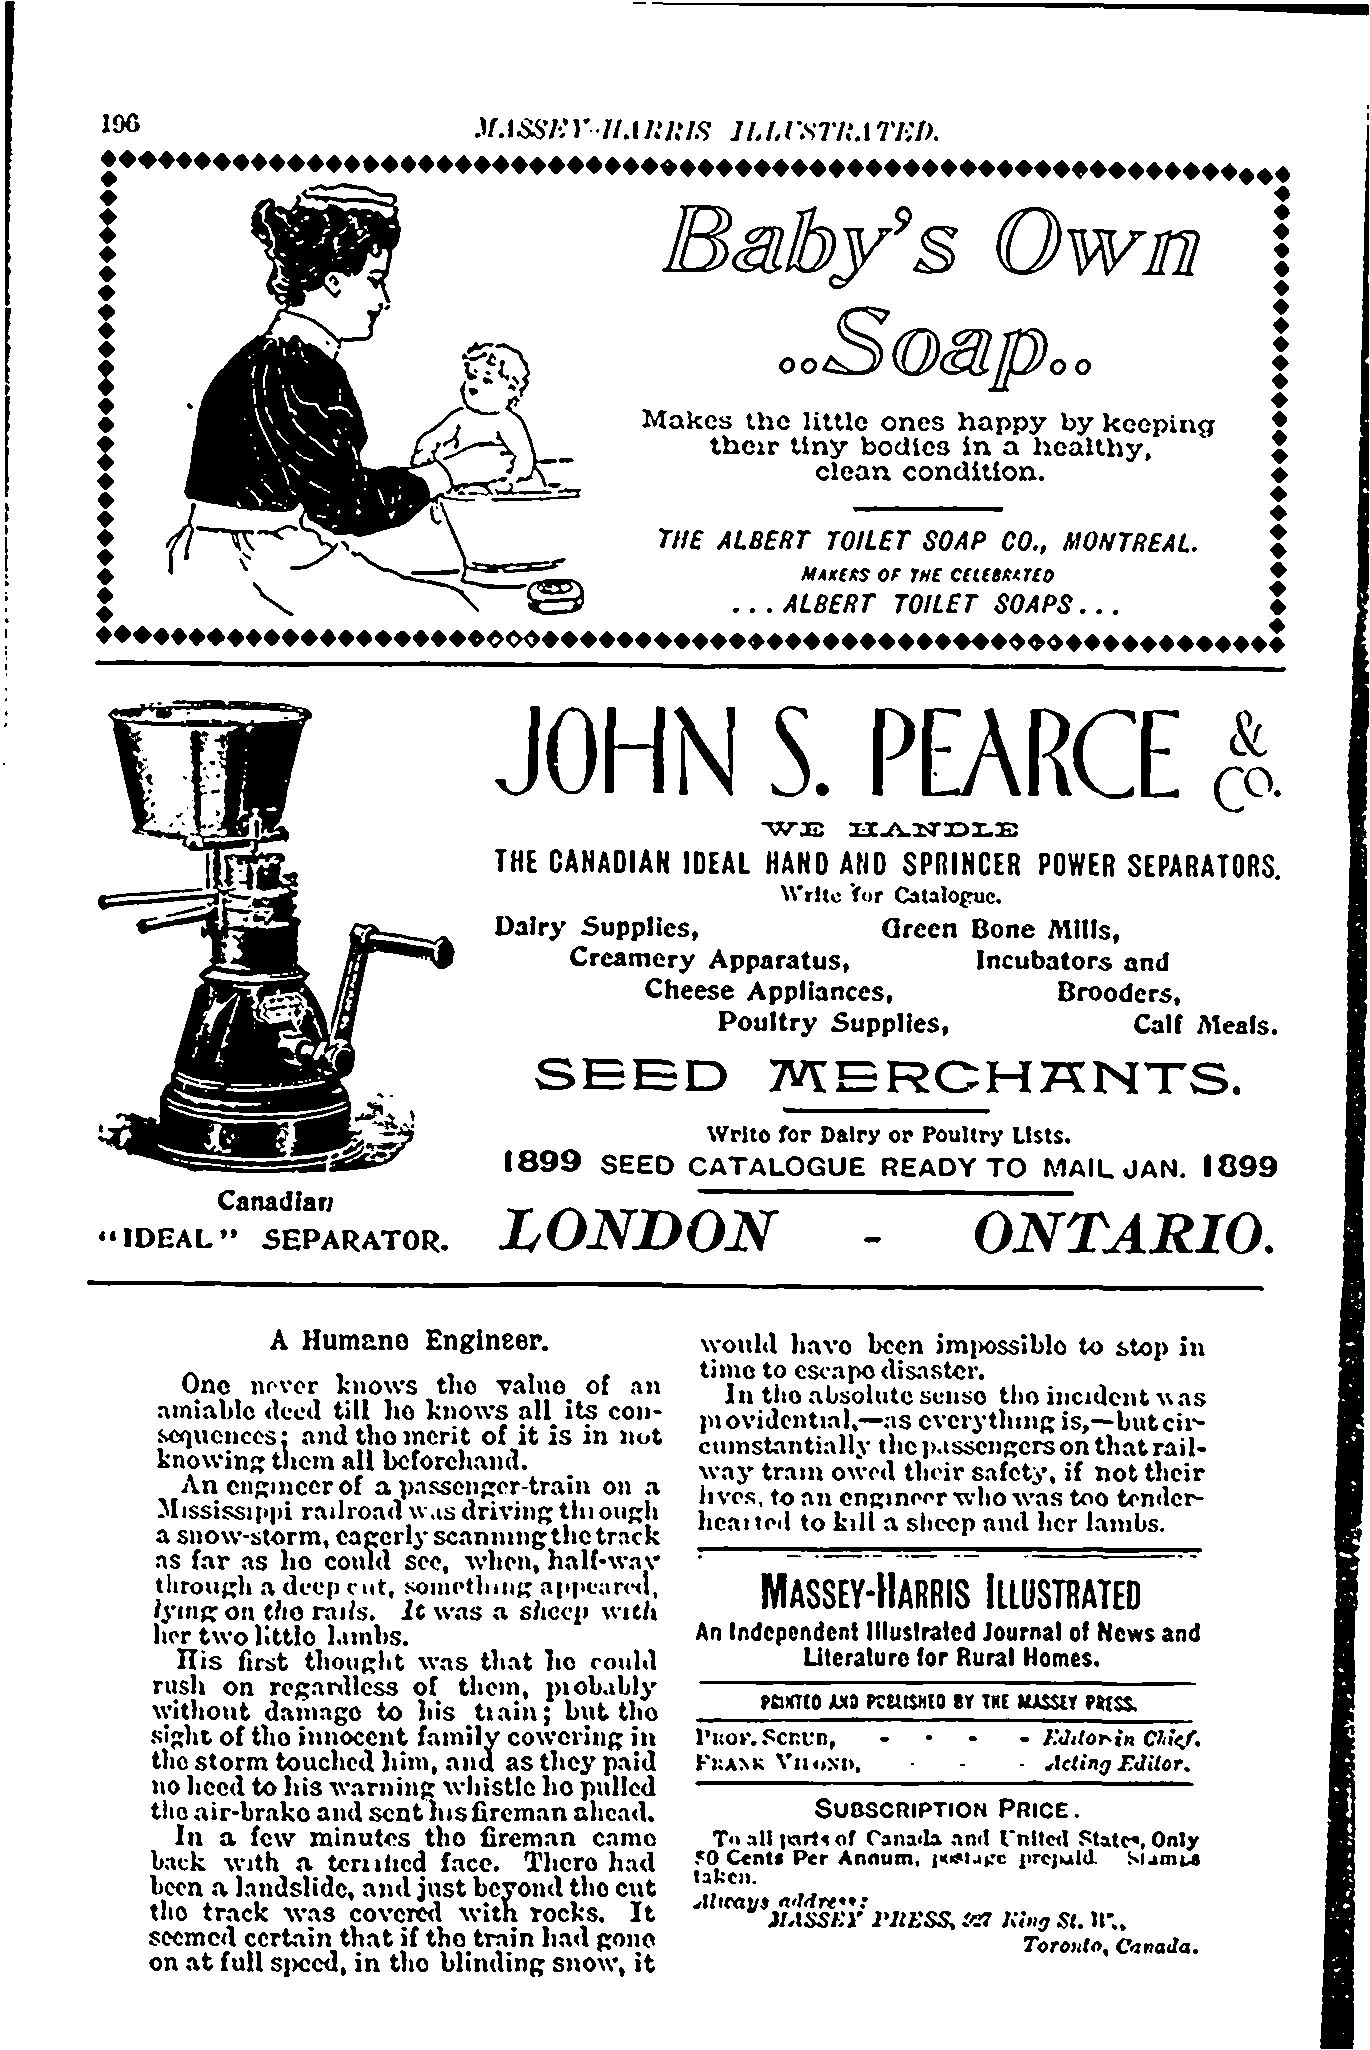 196
MASSEY-HARRIS ILLUSTRATED.
Baby's Own
..Soap..
Makes the little ones happy by keeping
their tiny bodies in a healthy,
clean condition.
THE ALBERT TOILET SOAP CO., MONTREAL.
MAKERS OF THE CELEBRATED
...ALBERT TOILET SOAPS...
JOHN S. PEARCE & CO.
WE HANDLE
THE CANADIAN IDEAL HAND AND SPRINGER POWER SEPARATORS.
Write for Catalogue.
Dairy Supplies, Green Bone Mills,
Creamery Apparatus, Incubators and
Cheese Appliances, Brooders,
Poultry Supplies, Calf Meals.
SEED MERCHANTS.
Write for Dairy or Poultry Lists.
1899 SEED CATALOGUE READY TO MAIL JAN. 1899
LONDON - ONTARIO.
Canadian
"IDEAL" SEPARATOR.
A Humane Engineer.
One never knows the value of an
amiable deed till he knows all its con-
sequences; and the merit of it is in not
knowing them all beforehand.
An engineer of a passenger-train on a
Mississippi railroad was driving through
a snow-storm, eagerly scanning the track
as far as he could see, when, half-way
through a deep cut, something appeared,
lying on the rails. It was a sheep with
her two little lambs.
His first thought was that he could
rush on regardless of them, probably
without damage to his train; but the
sight of the innocent family cowering in
the storm touched him, and as they paid
no heed to his warning whistle he pulled
the air-brake and sent his fireman ahead.
In a few minutes the fireman came
back with a terrified face. There had
been a landslide, and just beyond the cut
the track was covered with rocks. It
seemed certain that if the train had gone
on at full speed, in the blinding snow, it
would have been impossible to stop in
time to escape disaster.
In the absolute sense the incident was
providential,—as everything is,—but cir-
cumstantially the passengers on that rail-
way train owed their safety, if not their
lives, to an engineer who was too tender-
hearted to kill a sheep and her lambs.
MASSEY-HARRIS ILLUSTRATED
An Independent Illustrated Journal of News and
Literature for Rural Homes.
PRINTED AND PUBLISHED BY THE MASSEY PRESS.
PROF. SCRUB, - - - - Editor-in Chief.
FRANK VIPOND, - - - Acting Editor.
SUBSCRIPTION PRICE.
To all parts of Canada and United States, Only
50 Cents Per Annum, postage prepaid. Stamps
taken.
Always address:
MASSEY PRESS, 927 King St. W.,
Toronto, Canada.